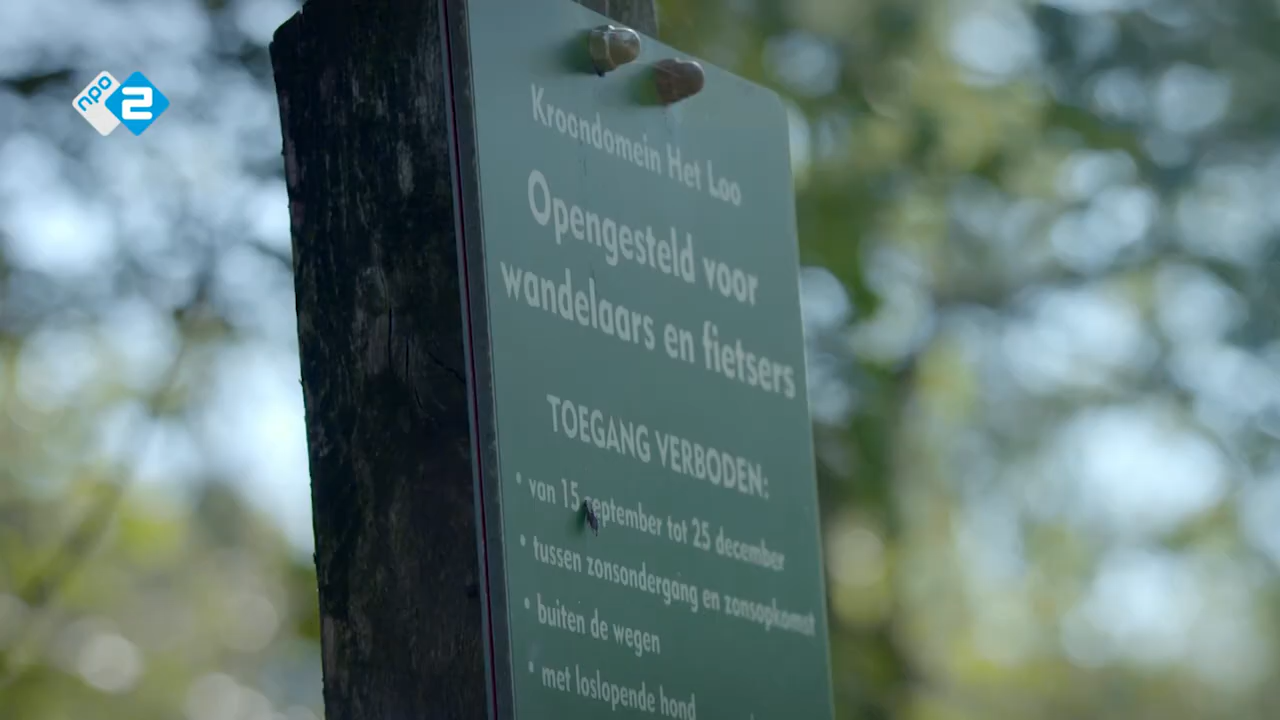 npo 2
Kroondomein Het Loo
Opengesteld voor
wandelaars en fietsers
TOEGANG VERBODEN:
• van 15 september tot 25 december
• tussen zonsondergang en zonsopkomst
• buiten de wegen
• met loslopende hond